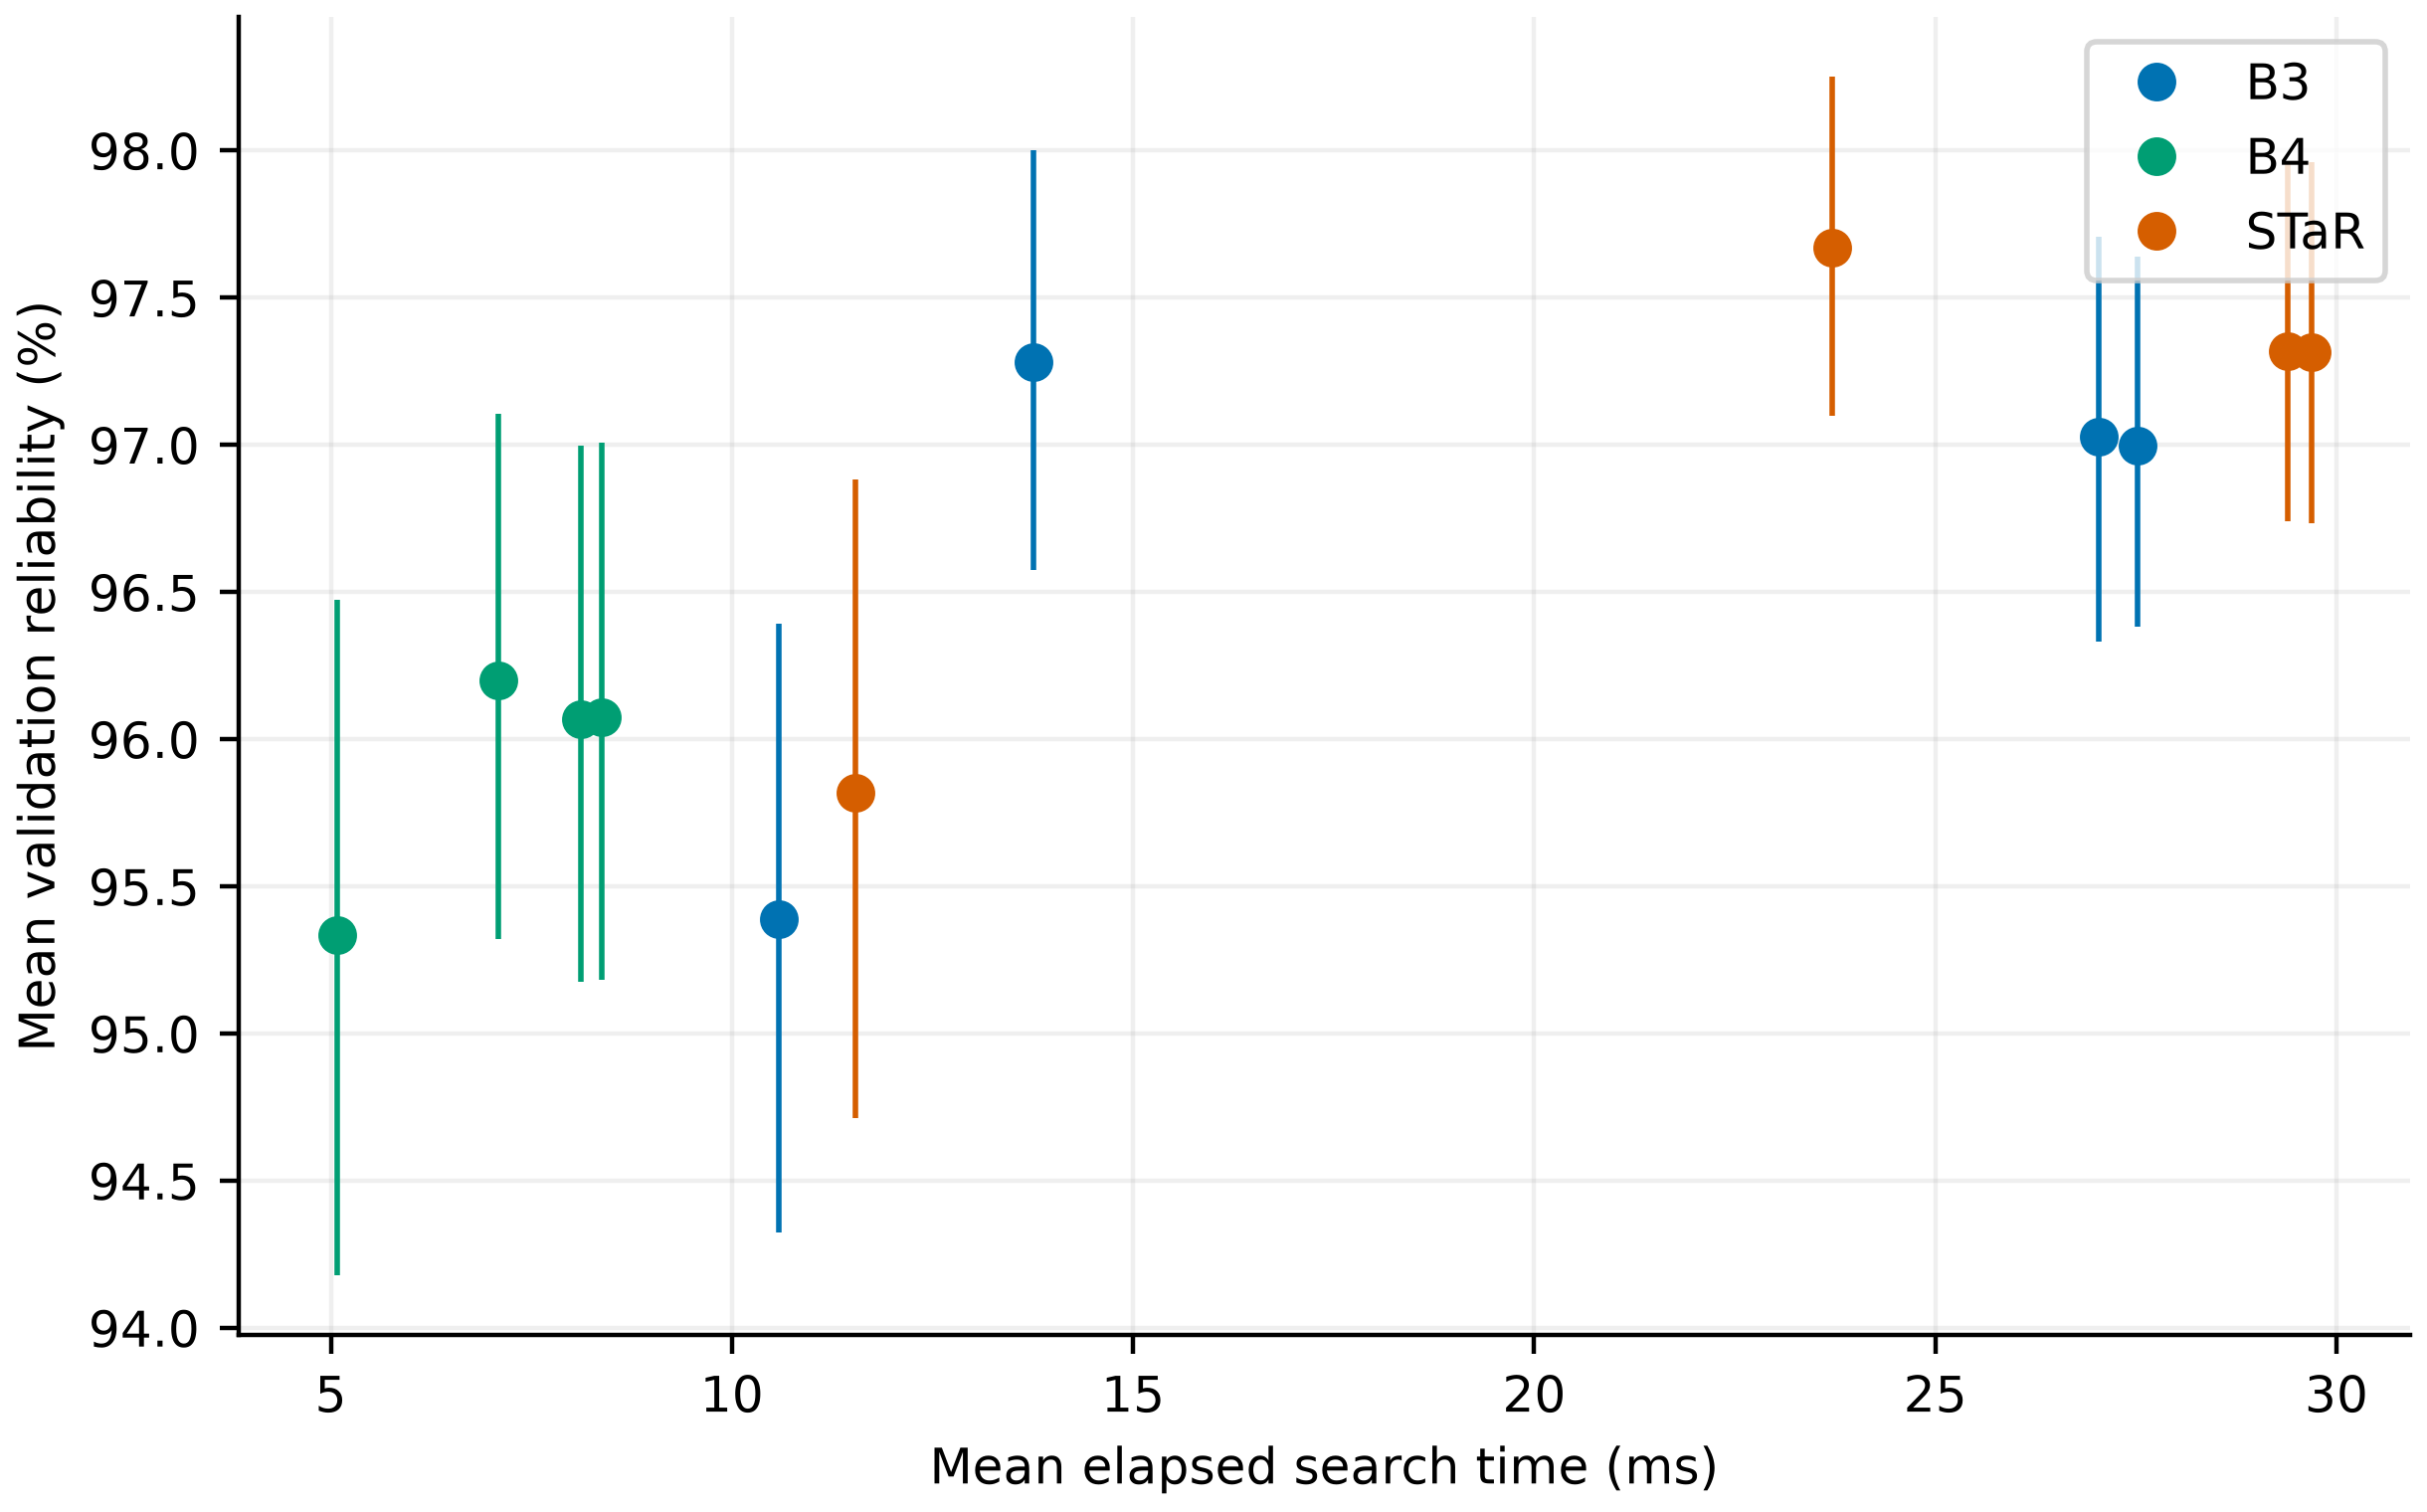 B3
B4
STaR
98.0
97.5
97.0
96.5
96.0
95.5
95.0
94.5
94.0
Mean validation reliability (%)
5 10 15 20 25 30
Mean elapsed search time (ms)